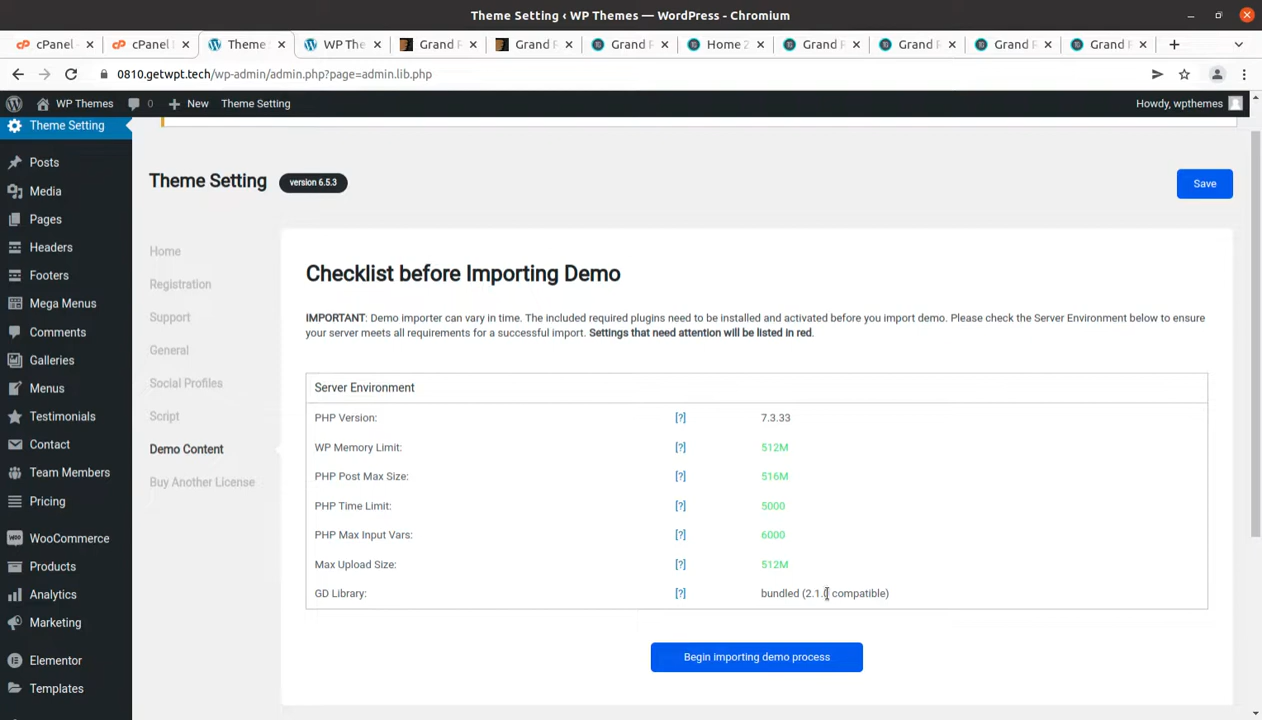 Theme Setting ‹ WP Themes — WordPress - Chromium
cPanel
cPanel
Theme
WP The
Grand
Grand
Grand
Home 2
Grand
Grand
Grand
Grand
0810.getwpt.tech/wp-admin/admin.php?page=admin.lib.php
WP Themes 0 New Theme Setting Howdy, wpthemes
Theme Setting
Posts
Media
Pages
Headers
Footers
Mega Menus
Comments
Galleries
Menus
Testimonials
Contact
Team Members
Pricing
WooCommerce
Products
Analytics
Marketing
Elementor
Templates
Theme Setting version 6.5.3 Save
Home
Registration
Support
General
Social Profiles
Script
Demo Content
Buy Another License
Checklist before Importing Demo
IMPORTANT: Demo importer can vary in time. The included required plugins need to be installed and activated before you import demo. Please check the Server Environment below to ensure
your server meets all requirements for a successful import. Settings that need attention will be listed in red.
Server Environment
PHP Version: [?] 7.3.33
WP Memory Limit: [?] 512M
PHP Post Max Size: [?] 516M
PHP Time Limit: [?] 5000
PHP Max Input Vars: [?] 6000
Max Upload Size: [?] 512M
GD Library: [?] bundled (2.1.0 compatible)
Begin importing demo process